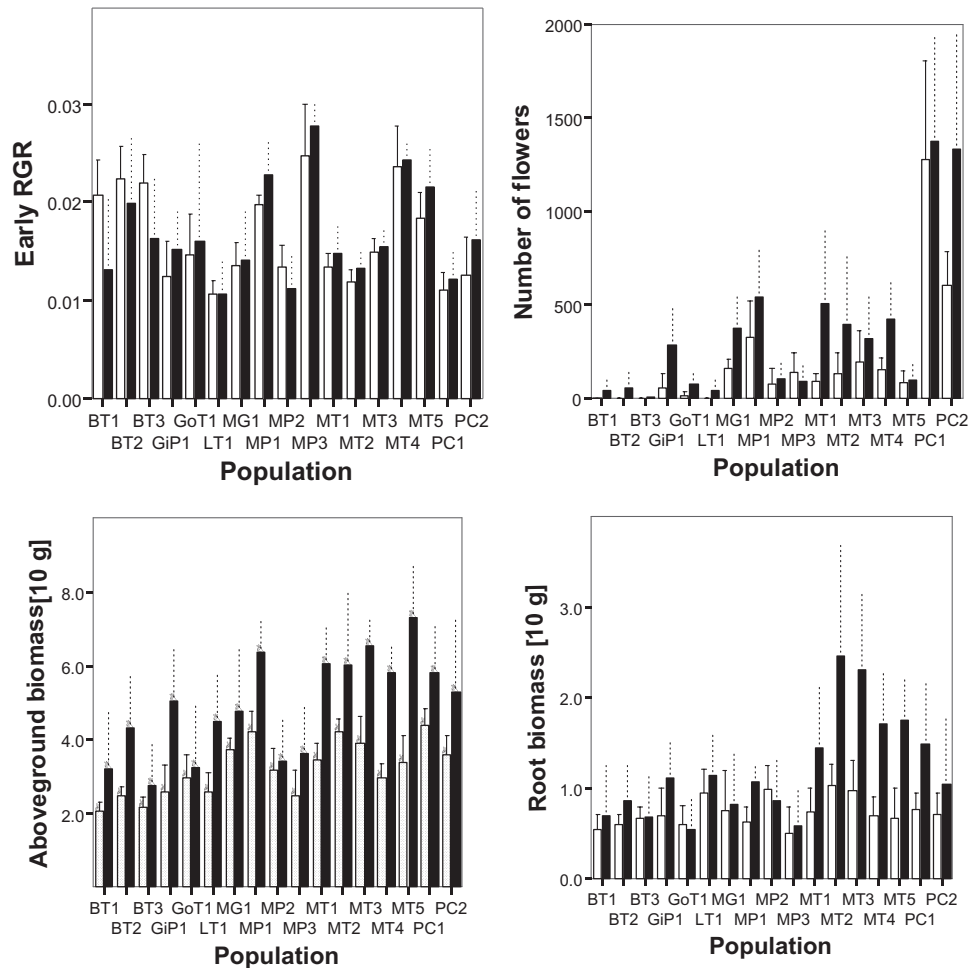 Early RGR
0.03
0.02
0.01
0.00
BT1 BT3 GoT1 MG1 MP2 MT1 MT3 MT5 PC2
BT2 GiP1 LT1 MP1 MP3 MT2 MT4 PC1
Population
Number of flowers
2000
1500
1000
500
0
BT1 BT3 GoT1 MG1 MP2 MT1 MT3 MT5 PC2
BT2 GiP1 LT1 MP1 MP3 MT2 MT4 PC1
Population
Aboveground biomass[10 g]
8.0
6.0
4.0
2.0
BT1 BT3 GoT1 MG1 MP2 MT1 MT3 MT5 PC2
BT2 GiP1 LT1 MP1 MP3 MT2 MT4 PC1
Population
Root biomass [10 g]
3.0
2.0
1.0
0.0
BT1 BT3 GoT1 MG1 MP2 MT1 MT3 MT5 PC2
BT2 GiP1 LT1 MP1 MP3 MT2 MT4 PC1
Population